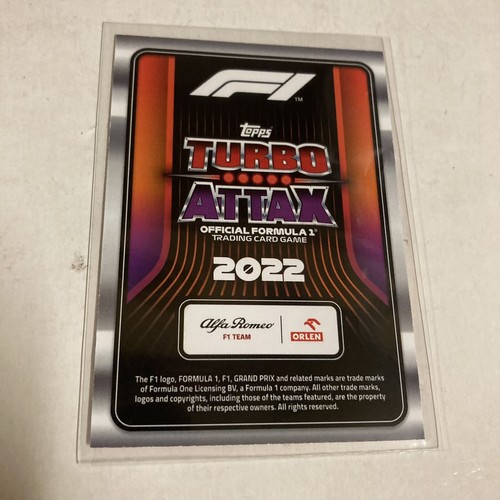 F1
TM
Topps
TURBO
ATTAX
OFFICIAL FORMULA 1®
TRADING CARD GAME
2022
Alfa Romeo
F1 TEAM
ORLEN
The F1 logo, FORMULA 1, F1, GRAND PRIX and related marks are trade marks
of Formula One Licensing BV, a Formula 1 company. All other trade marks,
logos and copyrights, including those of the teams featured, are the property
of their respective owners. All rights reserved.